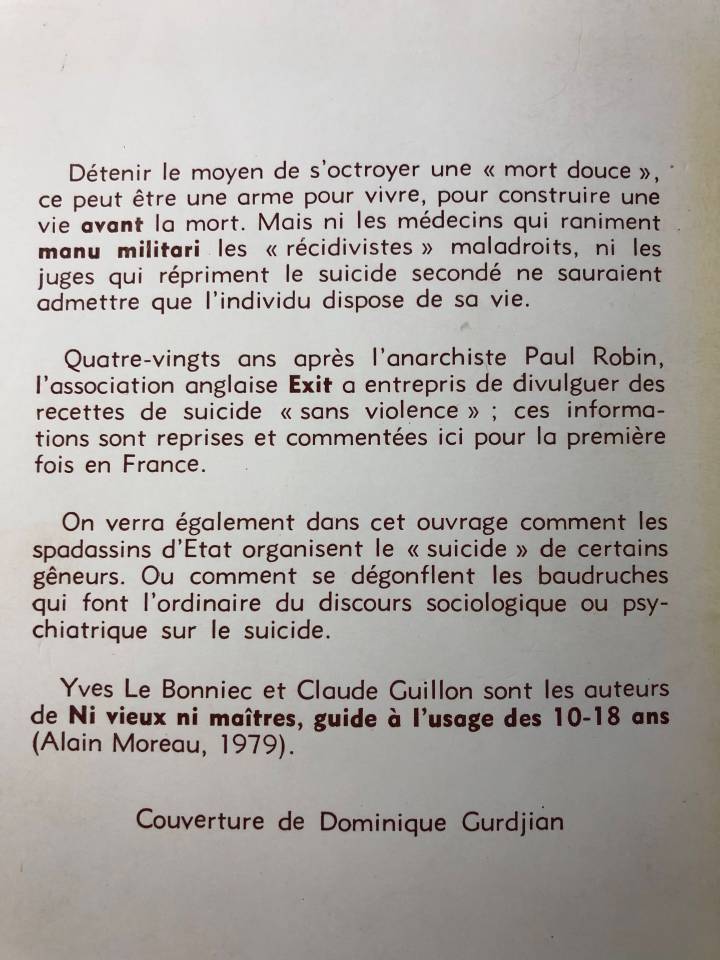 Détenir le moyen de s'octroyer une « mort douce »,
ce peut être une arme pour vivre, pour construire une
vie avant la mort. Mais ni les médecins qui raniment
manu militari les « récidivistes » maladroits, ni les
juges qui répriment le suicide secondé ne sauraient
admettre que l'individu dispose de sa vie.
Quatre-vingts ans après l'anarchiste Paul Robin,
l'association anglaise Exit a entrepris de divulguer des
recettes de suicide « sans violence » ; ces informa-
tions sont reprises et commentées ici pour la première
fois en France.
On verra également dans cet ouvrage comment les
spadassins d'Etat organisent le « suicide » de certains
gêneurs. Ou comment se dégonflent les baudruches
qui font l'ordinaire du discours sociologique ou psy-
chiatrique sur le suicide.
Yves Le Bonniec et Claude Guillon sont les auteurs
de Ni vieux ni maîtres, guide à l'usage des 10-18 ans
(Alain Moreau, 1979).
Couverture de Dominique Gurdjian